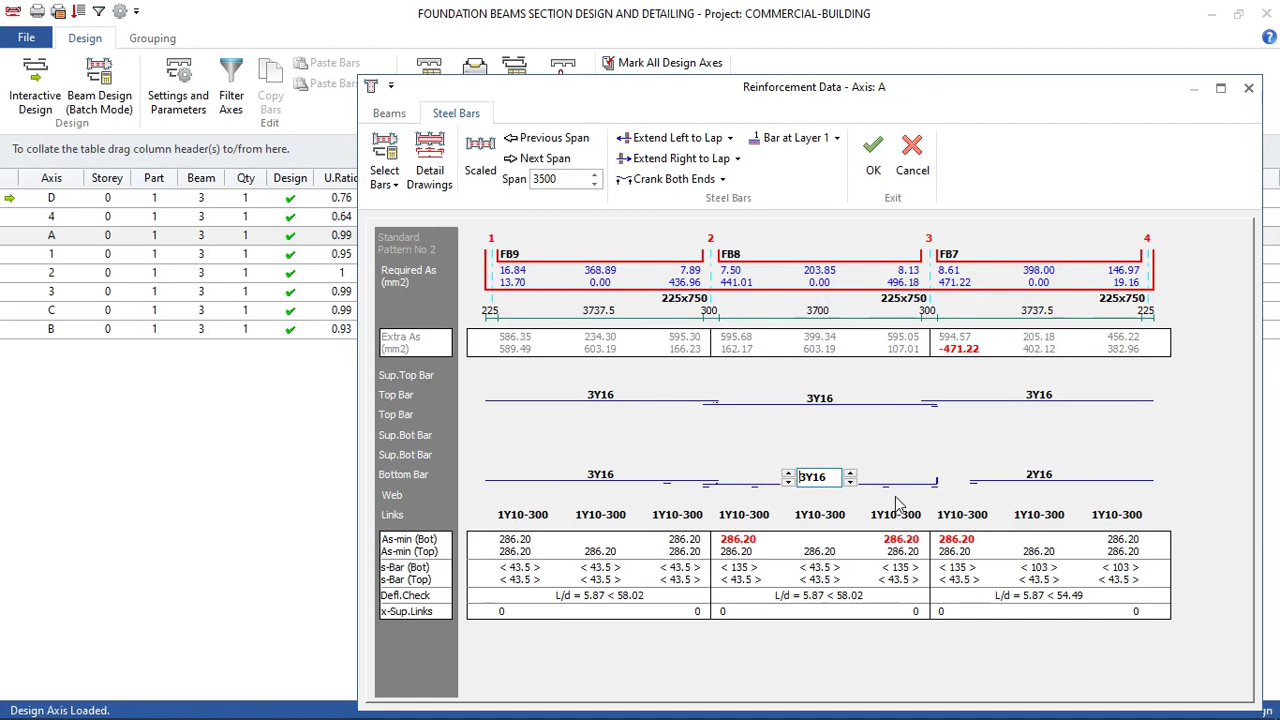 FOUNDATION BEAMS SECTION DESIGN AND DETAILING - Project: COMMERCIAL-BUILDING
File Design Grouping
Interactive Design
Beam Design (Batch Mode)
Settings and Parameters
Filter Axes
Copy Bars
Paste Bars
Paste Bars
Mark All Design Axes
Design Edit
To collate the table drag column header(s) to/from here.
Axis Storey Part Beam Qty Design U.Ratio
D 0 1 3 1 0.76
4 0 1 3 1 0.64
A 0 1 3 1 0.99
1 0 1 3 1 0.95
2 0 1 3 1 1
3 0 1 3 1 0.99
C 0 1 3 1 0.99
B 0 1 3 1 0.93
Design Axis Loaded.
Reinforcement Data - Axis: A
Beams Steel Bars
Select Bars
Detail Drawings
Scaled
Previous Span
Next Span
Span 3500
Extend Left to Lap
Extend Right to Lap
Crank Both Ends
Bar at Layer 1
OK Cancel
Steel Bars Exit
Standard Pattern No 2
1 2 3 4
FB9 FB8 FB7
Required As (mm2)
16.84 368.89 7.89 7.50 203.85 8.13 8.61 398.00 146.97
13.70 0.00 436.96 441.01 0.00 496.18 471.22 0.00 19.16
225x750 225x750 225x750
225 3737.5 300 3700 300 3737.5 225
Extra As (mm2)
586.35 234.30 595.30 595.68 399.34 595.05 594.57 205.18 456.22
589.49 603.19 166.23 162.17 603.19 107.01 -471.22 402.12 382.96
Sup.Top Bar
Top Bar 3Y16 3Y16 3Y16
Top Bar
Sup.Bot Bar
Sup.Bot Bar
Bottom Bar 3Y16 3Y16 2Y16
Web
Links 1Y10-300 1Y10-300 1Y10-300 1Y10-300 1Y10-300 1Y10-300 1Y10-300 1Y10-300 1Y10-300
As-min (Bot) 286.20 286.20 286.20 286.20 286.20 286.20
As-min (Top) 286.20 286.20 286.20 286.20 286.20 286.20 286.20 286.20 286.20
s-Bar (Bot) < 43.5 > < 43.5 > < 43.5 > < 135 > < 43.5 > < 135 > < 135 > < 103 > < 103 >
s-Bar (Top) < 43.5 > < 43.5 > < 43.5 > < 43.5 > < 43.5 > < 43.5 > < 43.5 > < 43.5 > < 43.5 >
Defl.Check L/d = 5.87 < 58.02 L/d = 5.87 < 58.02 L/d = 5.87 < 54.49
x-Sup.Links 0 0 0 0 0 0